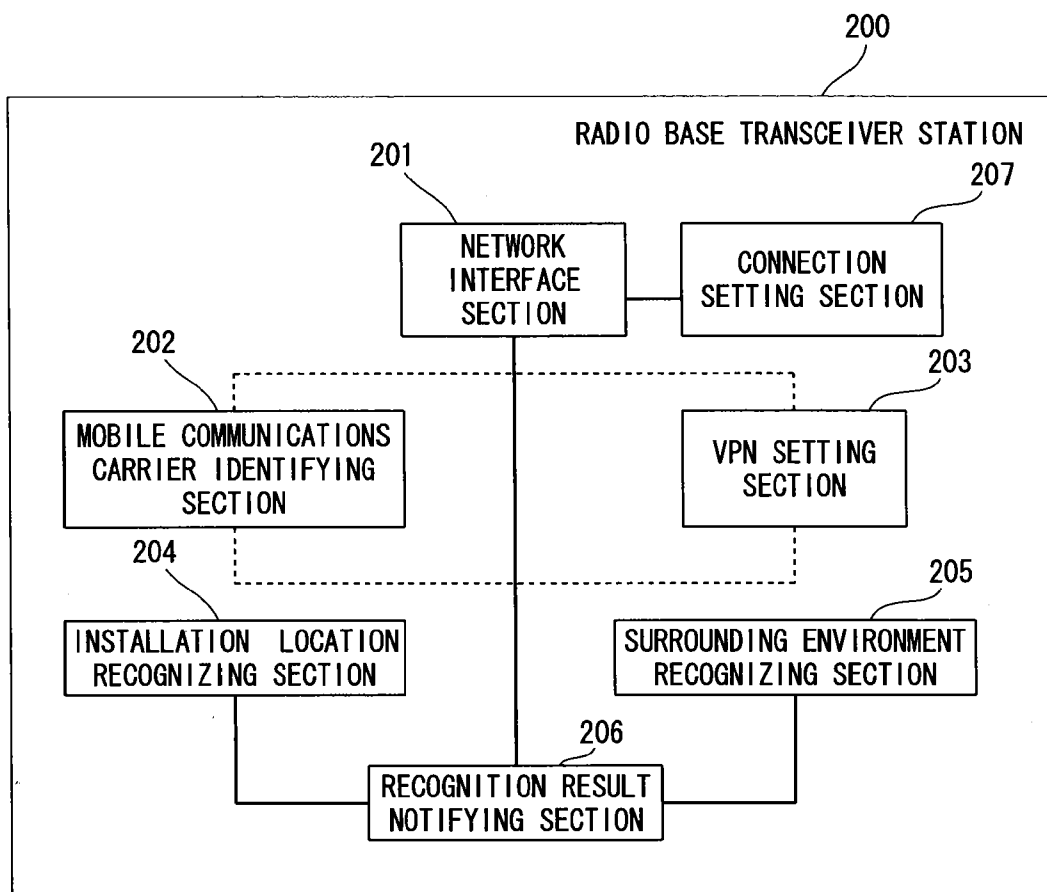 200
RADIO BASE TRANSCEIVER STATION
201
207
NETWORK
INTERFACE
SECTION
CONNECTION
SETTING SECTION
202
203
MOBILE COMMUNICATIONS
CARRIER IDENTIFYING
SECTION
VPN SETTING
SECTION
204
205
INSTALLATION LOCATION
RECOGNIZING SECTION
SURROUNDING ENVIRONMENT
RECOGNIZING SECTION
206
RECOGNITION RESULT
NOTIFYING SECTION